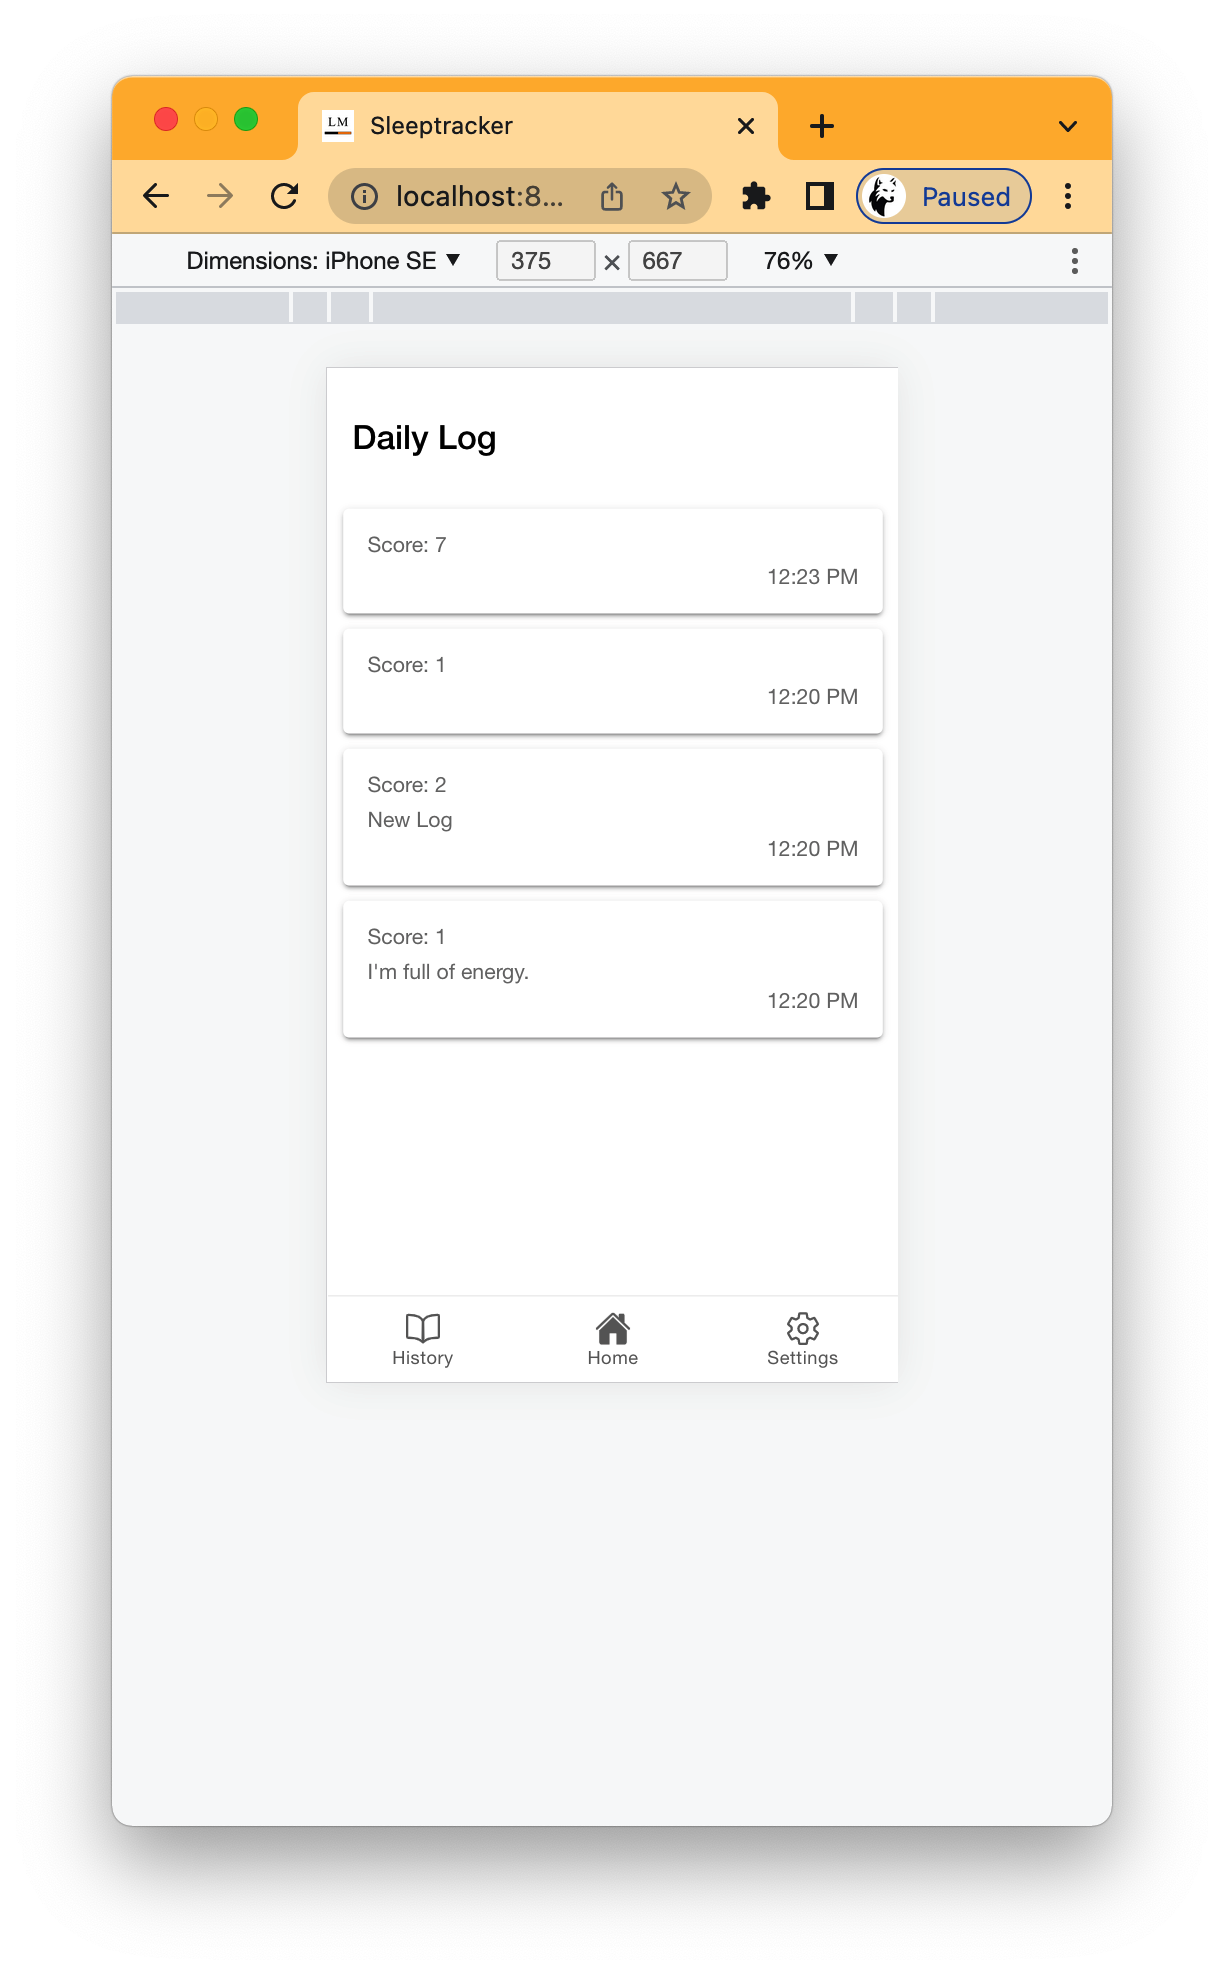 LM
Sleeptracker
localhost:8...
Paused
Dimensions: iPhone SE ▼ 375 × 667 76% ▼
Daily Log
Score: 7
12:23 PM
Score: 1
12:20 PM
Score: 2
New Log
12:20 PM
Score: 1
I'm full of energy.
12:20 PM
History Home Settings